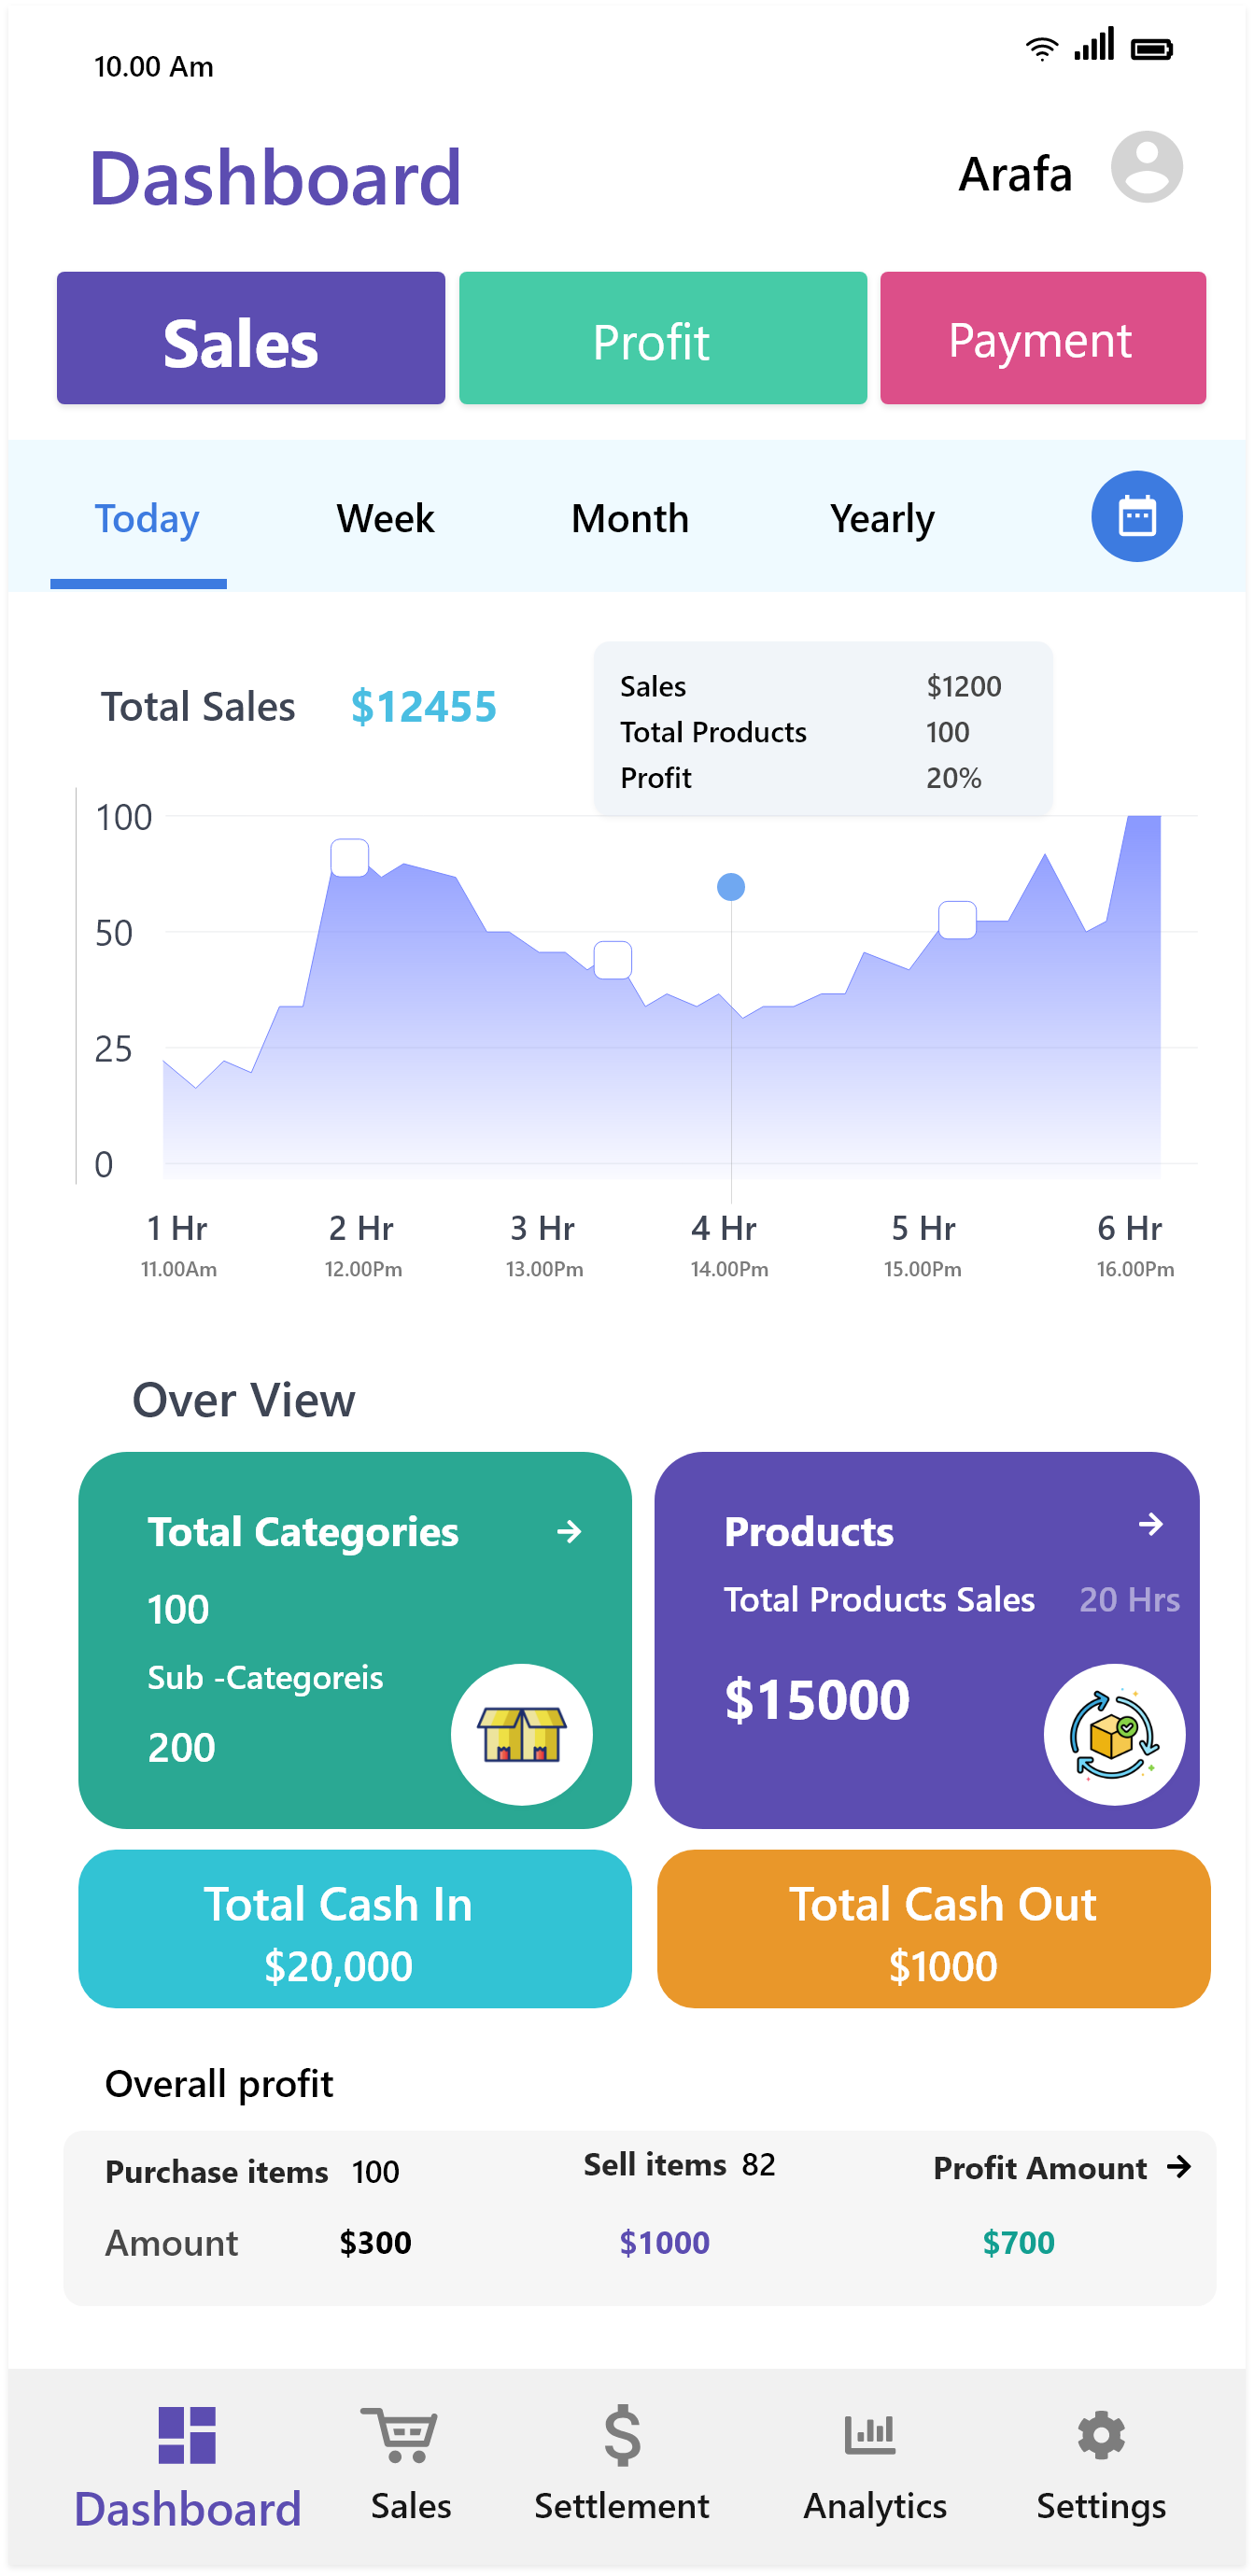 10.00 Am
Dashboard
Arafa
Sales
Profit
Payment
Today
Week
Month
Yearly
Total Sales $12455
Sales $1200
Total Products 100
Profit 20%
100
50
25
0
1 Hr 2 Hr 3 Hr 4 Hr 5 Hr 6 Hr
11.00Am 12.00Pm 13.00Pm 14.00Pm 15.00Pm 16.00Pm
Over View
Total Categories
100
Sub -Categoreis
200
Products
Total Products Sales 20 Hrs
$15000
Total Cash In
$20,000
Total Cash Out
$1000
Overall profit
Purchase items 100 Sell items 82 Profit Amount
Amount $300 $1000 $700
Dashboard Sales Settlement Analytics Settings